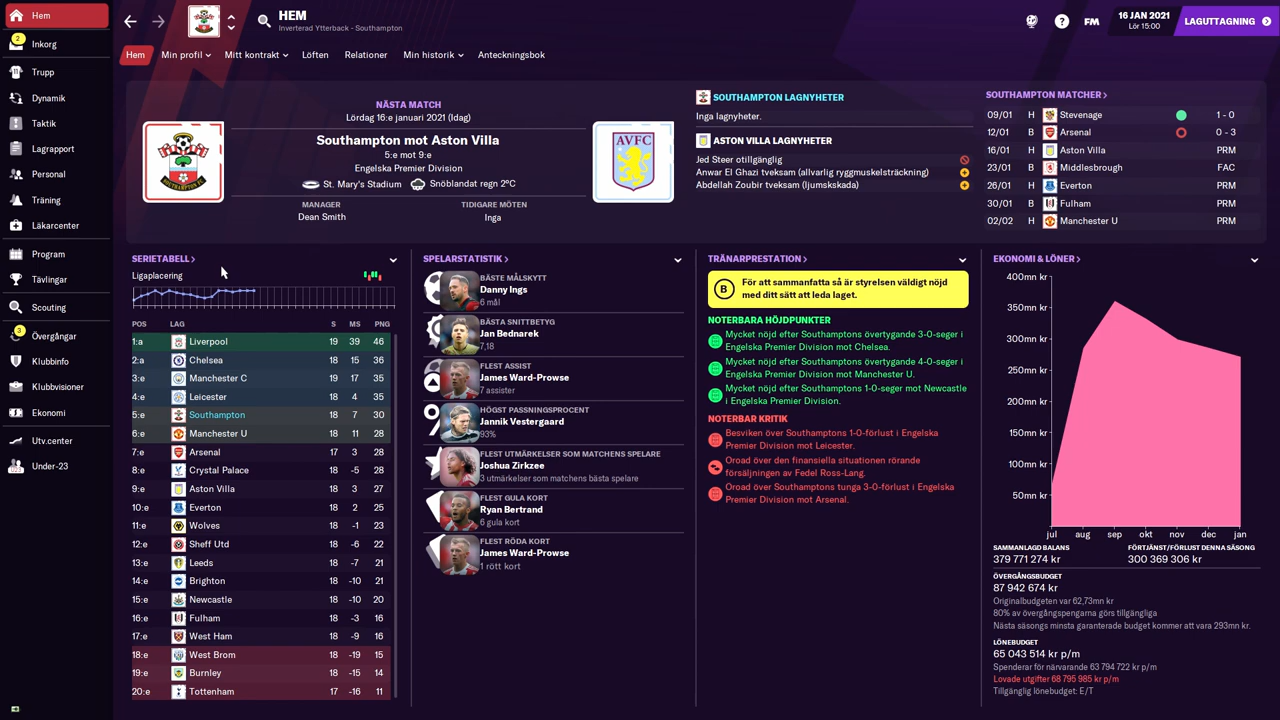 Hem
2
Inkorg
Trupp
Dynamik
Taktik
Lagrapport
Personal
Träning
Läkarcenter
Program
Tävlingar
Scouting
3
Övergångar
Klubbinfo
Klubbvisioner
Ekonomi
Utv.center
Under-23
HEM
Inverterad Ytterback - Southampton
FM
16 JAN 2021
Lör 15:00
LAGUTTAGNING
Hem
Min profil
Mitt kontrakt
Löften
Relationer
Min historik
Anteckningsbok
NÄSTA MATCH
Lördag 16:e januari 2021 (Idag)
Southampton mot Aston Villa
5:e mot 9:e
Engelska Premier Division
St. Mary's Stadium
Snöblandat regn 2°C
MANAGER
Dean Smith
TIDIGARE MÖTEN
Inga
AVFC
SOUTHAMPTON LAGNYHETER
Inga lagnyheter.
ASTON VILLA LAGNYHETER
Jed Steer otillgänglig
Anwar El Ghazi tveksam (allvarlig ryggmuskelsträckning)
Abdellah Zoubir tveksam (ljumskskada)
SOUTHAMPTON MATCHER
09/01 H Stevenage 1 - 0
12/01 B Arsenal 0 - 3
16/01 H Aston Villa PRM
23/01 B Middlesbrough FAC
26/01 H Everton PRM
30/01 B Fulham PRM
02/02 H Manchester U PRM
SERIETABELL
Ligaplacering
POS LAG S MS PNG
1:a Liverpool 19 39 46
2:a Chelsea 18 15 36
3:e Manchester C 19 17 35
4:e Leicester 18 4 35
5:e Southampton 18 7 30
6:e Manchester U 18 11 28
7:e Arsenal 17 3 28
8:e Crystal Palace 18 -5 28
9:e Aston Villa 18 3 27
10:e Everton 18 2 25
11:e Wolves 18 -1 23
12:e Sheff Utd 18 -6 22
13:e Leeds 18 -7 21
14:e Brighton 18 -10 21
15:e Newcastle 18 -10 20
16:e Fulham 18 -3 16
17:e West Ham 18 -9 16
18:e West Brom 18 -19 15
19:e Burnley 18 -15 14
20:e Tottenham 17 -16 11
SPELARSTATISTIK
BÄSTE MÅLSKYTT
Danny Ings
6 mål
BÄSTA SNITTBETYG
Jan Bednarek
7,18
FLEST ASSIST
James Ward-Prowse
7 assister
HÖGST PASSNINGSPROCENT
Jannik Vestergaard
93%
FLEST UTMÄRKELSER SOM MATCHENS SPELARE
Joshua Zirkzee
3 utmärkelser som matchens bästa spelare
FLEST GULA KORT
Ryan Bertrand
6 gula kort
FLEST RÖDA KORT
James Ward-Prowse
1 rött kort
TRÄNARPRESTATION
B
För att sammanfatta så är styrelsen väldigt nöjd
med ditt sätt att leda laget.
NOTERBARA HÖJDPUNKTER
Mycket nöjd efter Southamptons övertygande 3-0-seger i
Engelska Premier Division mot Chelsea.
Mycket nöjd efter Southamptons övertygande 4-0-seger i
Engelska Premier Division mot Manchester U.
Mycket nöjd efter Southamptons 1-0-seger mot Newcastle
i Engelska Premier Division.
NOTERBAR KRITIK
Besviken över Southamptons 1-0-förlust i Engelska
Premier Division mot Leicester.
Oroad över den finansiella situationen rörande
försäljningen av Fedel Ross-Lang.
Oroad över Southamptons tunga 3-0-förlust i Engelska
Premier Division mot Arsenal.
EKONOMI & LÖNER
400mn kr
350mn kr
300mn kr
250mn kr
200mn kr
150mn kr
100mn kr
50mn kr
jul aug sep okt nov dec jan
SAMMANLAGD BALANS
379 771 274 kr
FÖRTJÄNST/FÖRLUST DENNA SÄSONG
300 369 306 kr
ÖVERGÅNGSBUDGET
87 942 674 kr
Originalbudgeten var 62,73mn kr
80% av övergångspengarna görs tillgängliga
Nästa säsongs minsta garanterade budget kommer att vara 293mn kr.
LÖNEBUDGET
65 043 514 kr p/m
Spenderar för närvarande 63 794 722 kr p/m
Lovade utgifter 68 795 985 kr p/m
Tillgänglig lönebudget: E/T